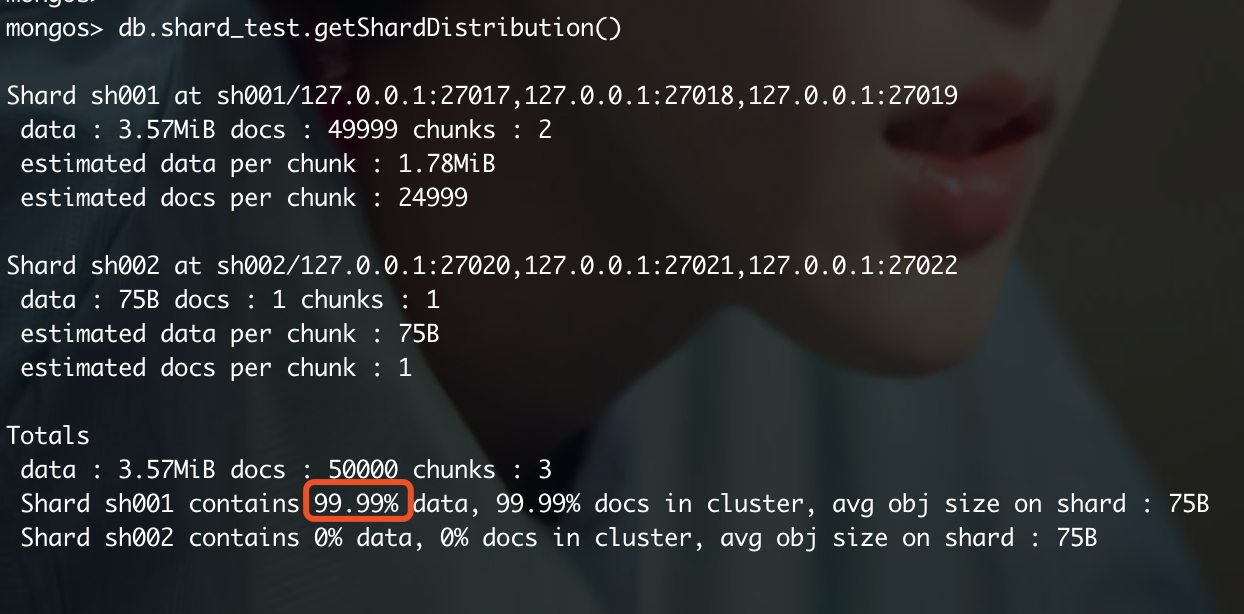 mongos>
mongos> db.shard_test.getShardDistribution()
Shard sh001 at sh001/127.0.0.1:27017,127.0.0.1:27018,127.0.0.1:27019
data : 3.57MiB docs : 49999 chunks : 2
estimated data per chunk : 1.78MiB
estimated docs per chunk : 24999
Shard sh002 at sh002/127.0.0.1:27020,127.0.0.1:27021,127.0.0.1:27022
data : 75B docs : 1 chunks : 1
estimated data per chunk : 75B
estimated docs per chunk : 1
Totals
data : 3.57MiB docs : 50000 chunks : 3
Shard sh001 contains 99.99% data, 99.99% docs in cluster, avg obj size on shard : 75B
Shard sh002 contains 0% data, 0% docs in cluster, avg obj size on shard : 75B